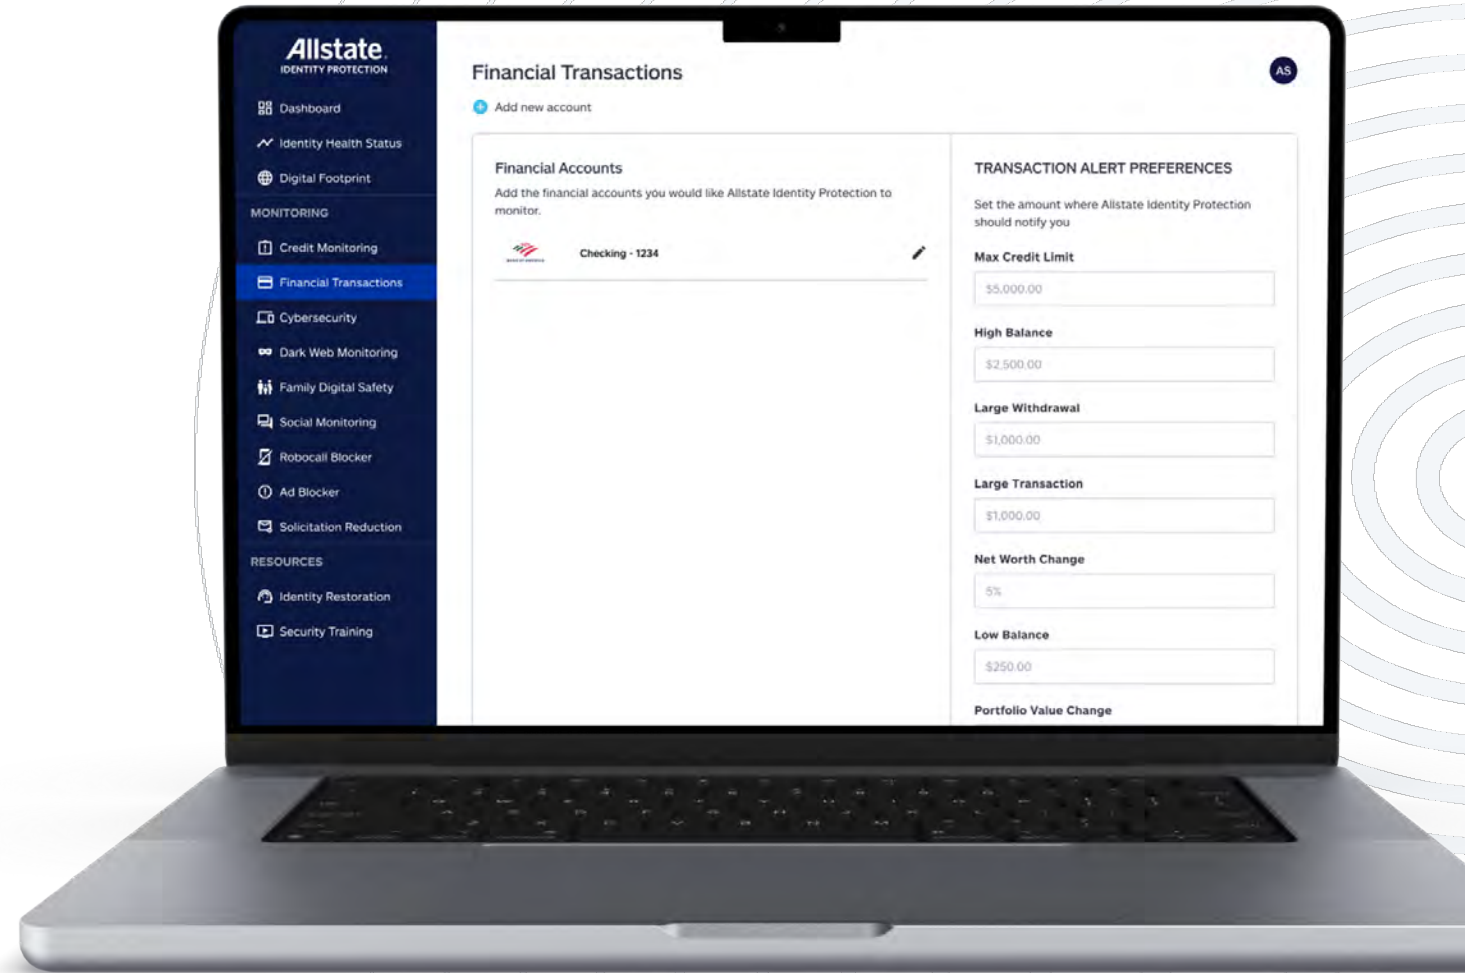 Allstate.
IDENTITY PROTECTION
Dashboard
Identity Health Status
Digital Footprint
MONITORING
Credit Monitoring
Financial Transactions
Cybersecurity
Dark Web Monitoring
Family Digital Safety
Social Monitoring
Robocall Blocker
Ad Blocker
Solicitation Reduction
RESOURCES
Identity Restoration
Security Training
Financial Transactions
AS
Add new account
Financial Accounts
Add the financial accounts you would like Allstate Identity Protection to
monitor.
BANK OF AMERICA
Checking - 1234
TRANSACTION ALERT PREFERENCES
Set the amount where Allstate Identity Protection
should notify you
Max Credit Limit
$5,000.00
High Balance
$2,500.00
Large Withdrawal
$1,000.00
Large Transaction
$1,000.00
Net Worth Change
5%
Low Balance
$250.00
Portfolio Value Change